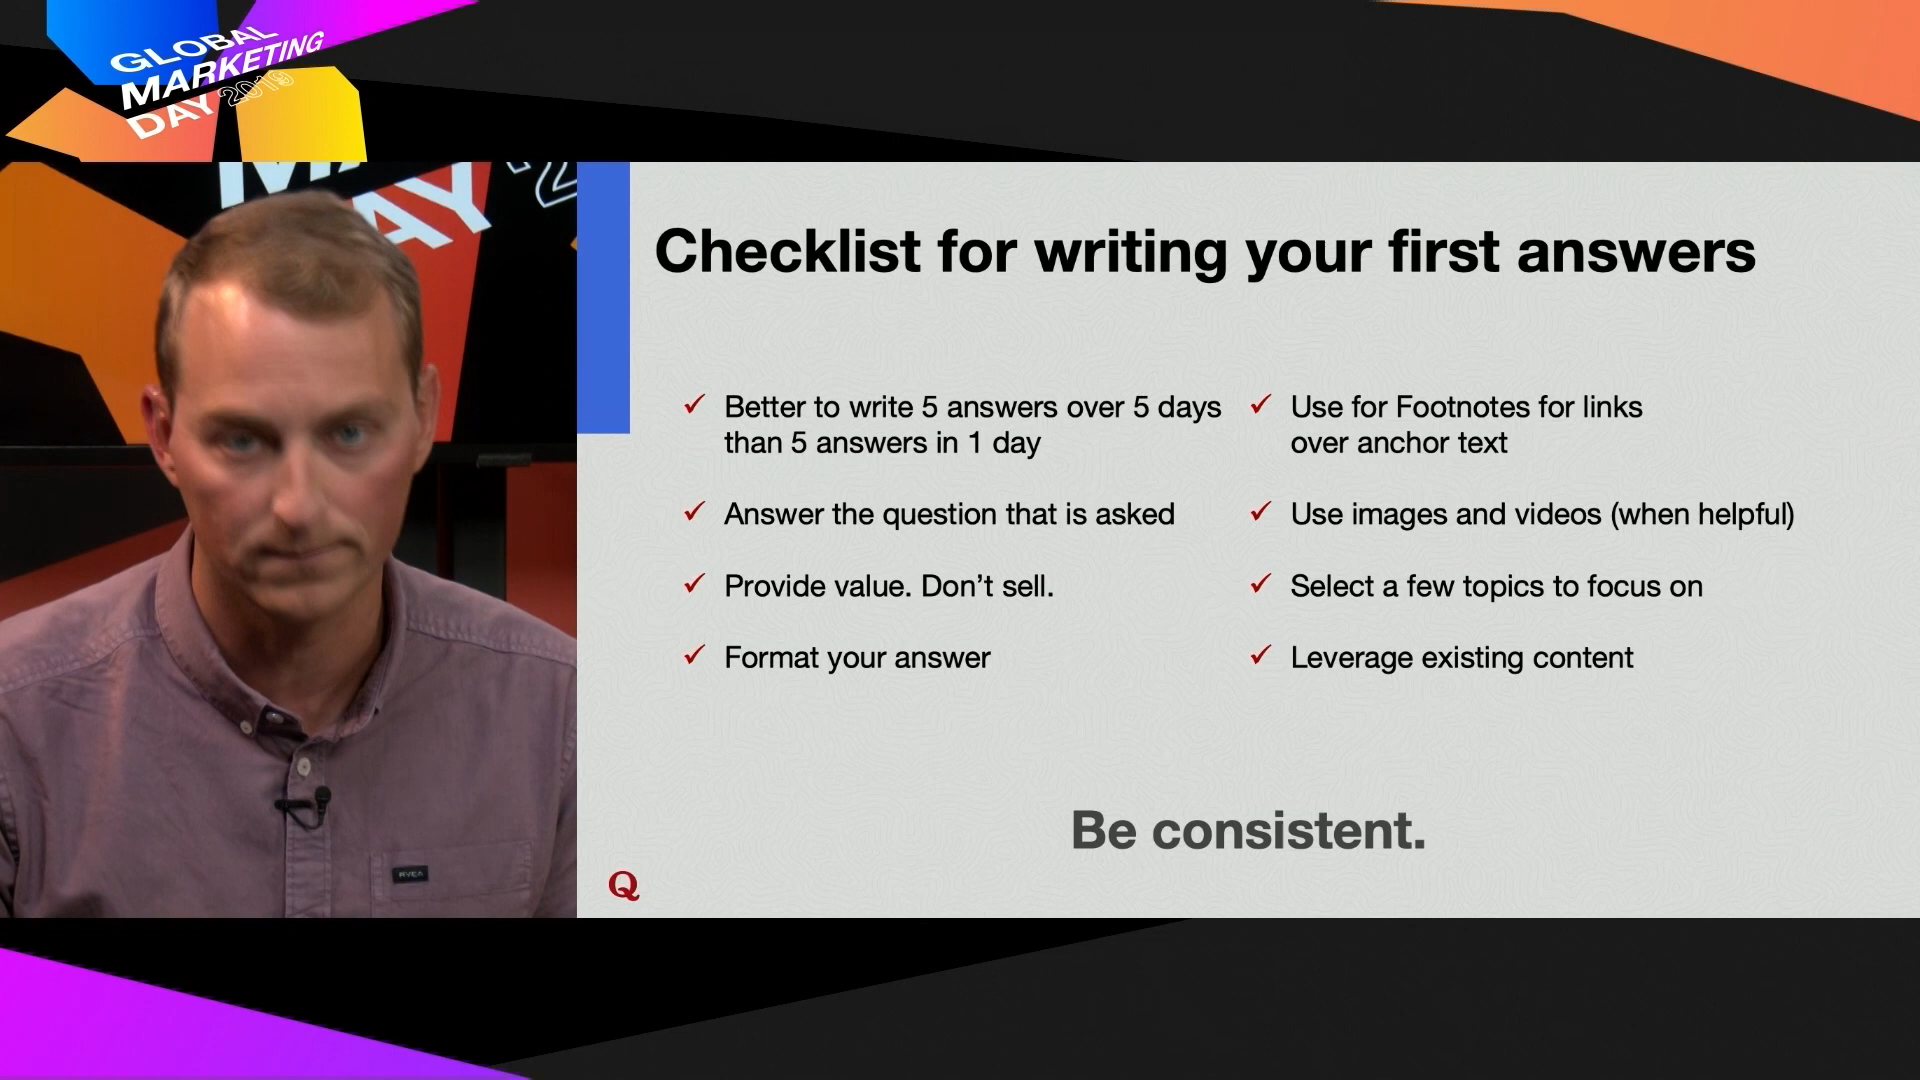 GLOBAL
MARKETING
DAY 2019
AY
Checklist for writing your first answers
✓ Better to write 5 answers over 5 days
than 5 answers in 1 day
✓ Answer the question that is asked
✓ Provide value. Don’t sell.
✓ Format your answer
✓ Use for Footnotes for links
over anchor text
✓ Use images and videos (when helpful)
✓ Select a few topics to focus on
✓ Leverage existing content
Be consistent.
RVCA
Q